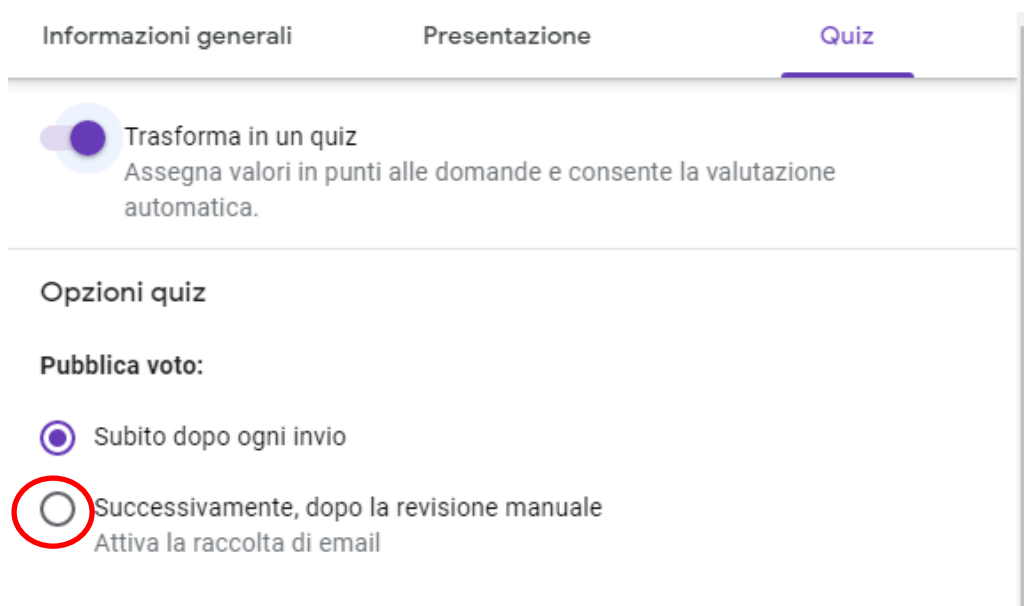 Informazioni generali Presentazione Quiz
Trasforma in un quiz
Assegna valori in punti alle domande e consente la valutazione
automatica.
Opzioni quiz
Pubblica voto:
Subito dopo ogni invio
Successivamente, dopo la revisione manuale
Attiva la raccolta di email